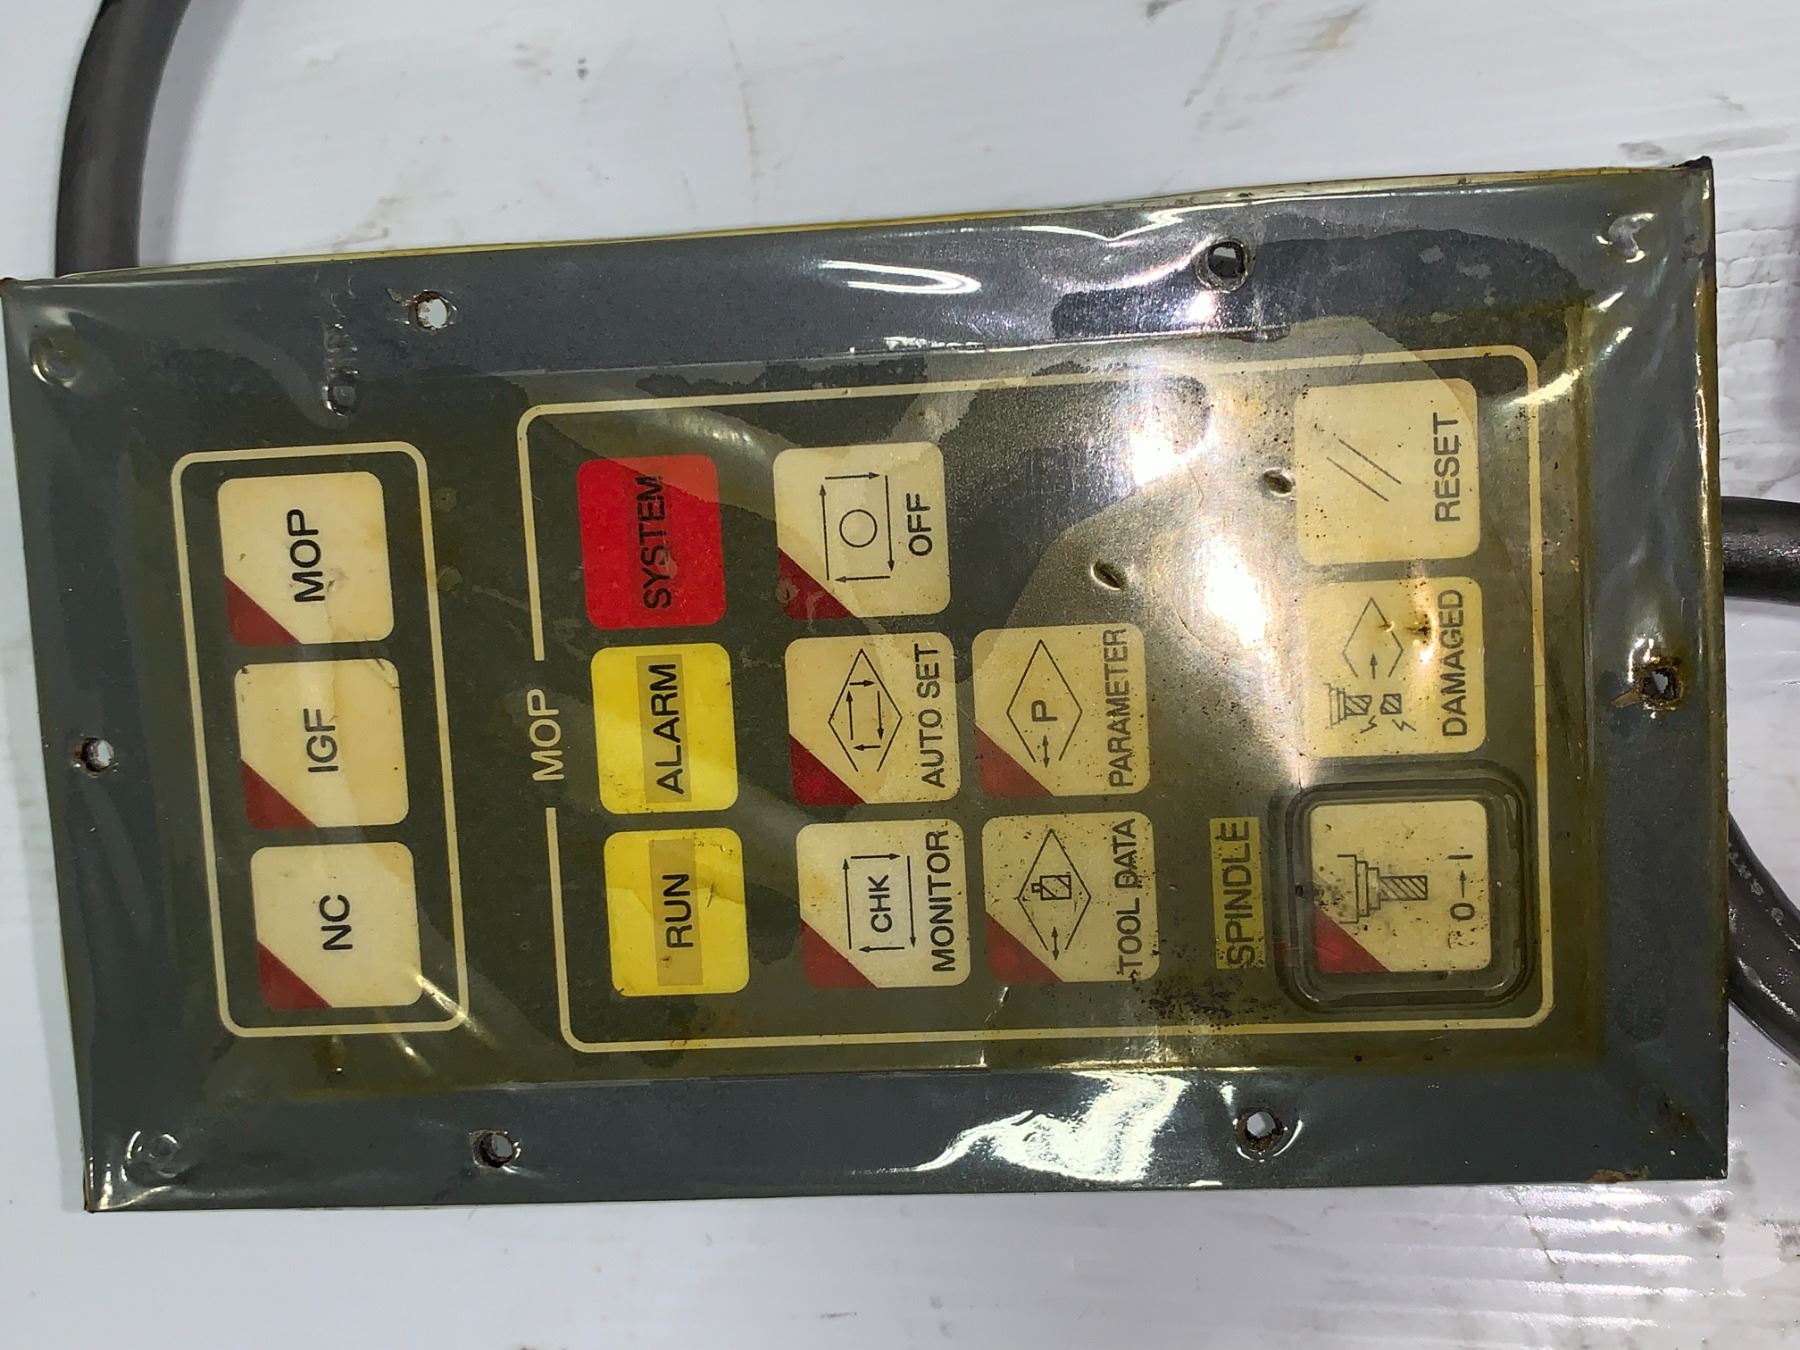 NC IGF MOP
MOP
RUN ALARM SYSTEM
CHK
MONITOR AUTO SET OFF
P
TOOL DATA PARAMETER
SPINDLE
0→I DAMAGED RESET